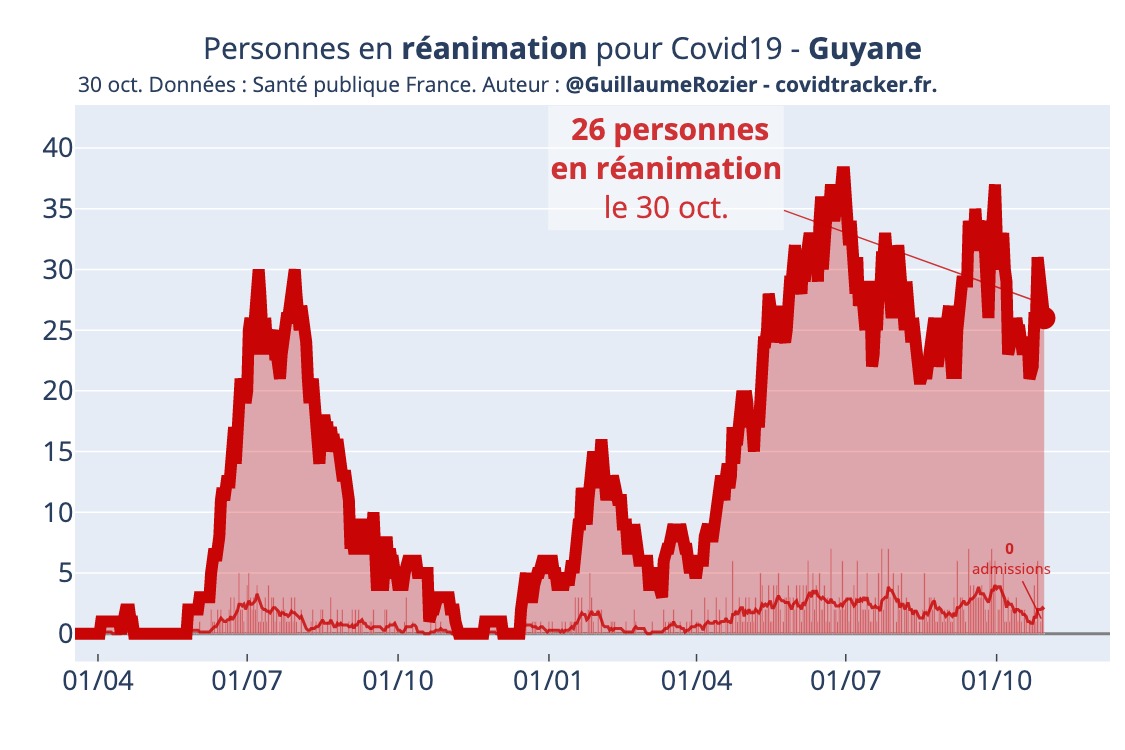 Personnes en réanimation pour Covid19 - Guyane
30 oct. Données : Santé publique France. Auteur : @GuillaumeRozier - covidtracker.fr.
26 personnes
en réanimation
le 30 oct.
40
35
30
25
20
15
10
5
0
0
admissions
01/04
01/07
01/10
01/01
01/04
01/07
01/10